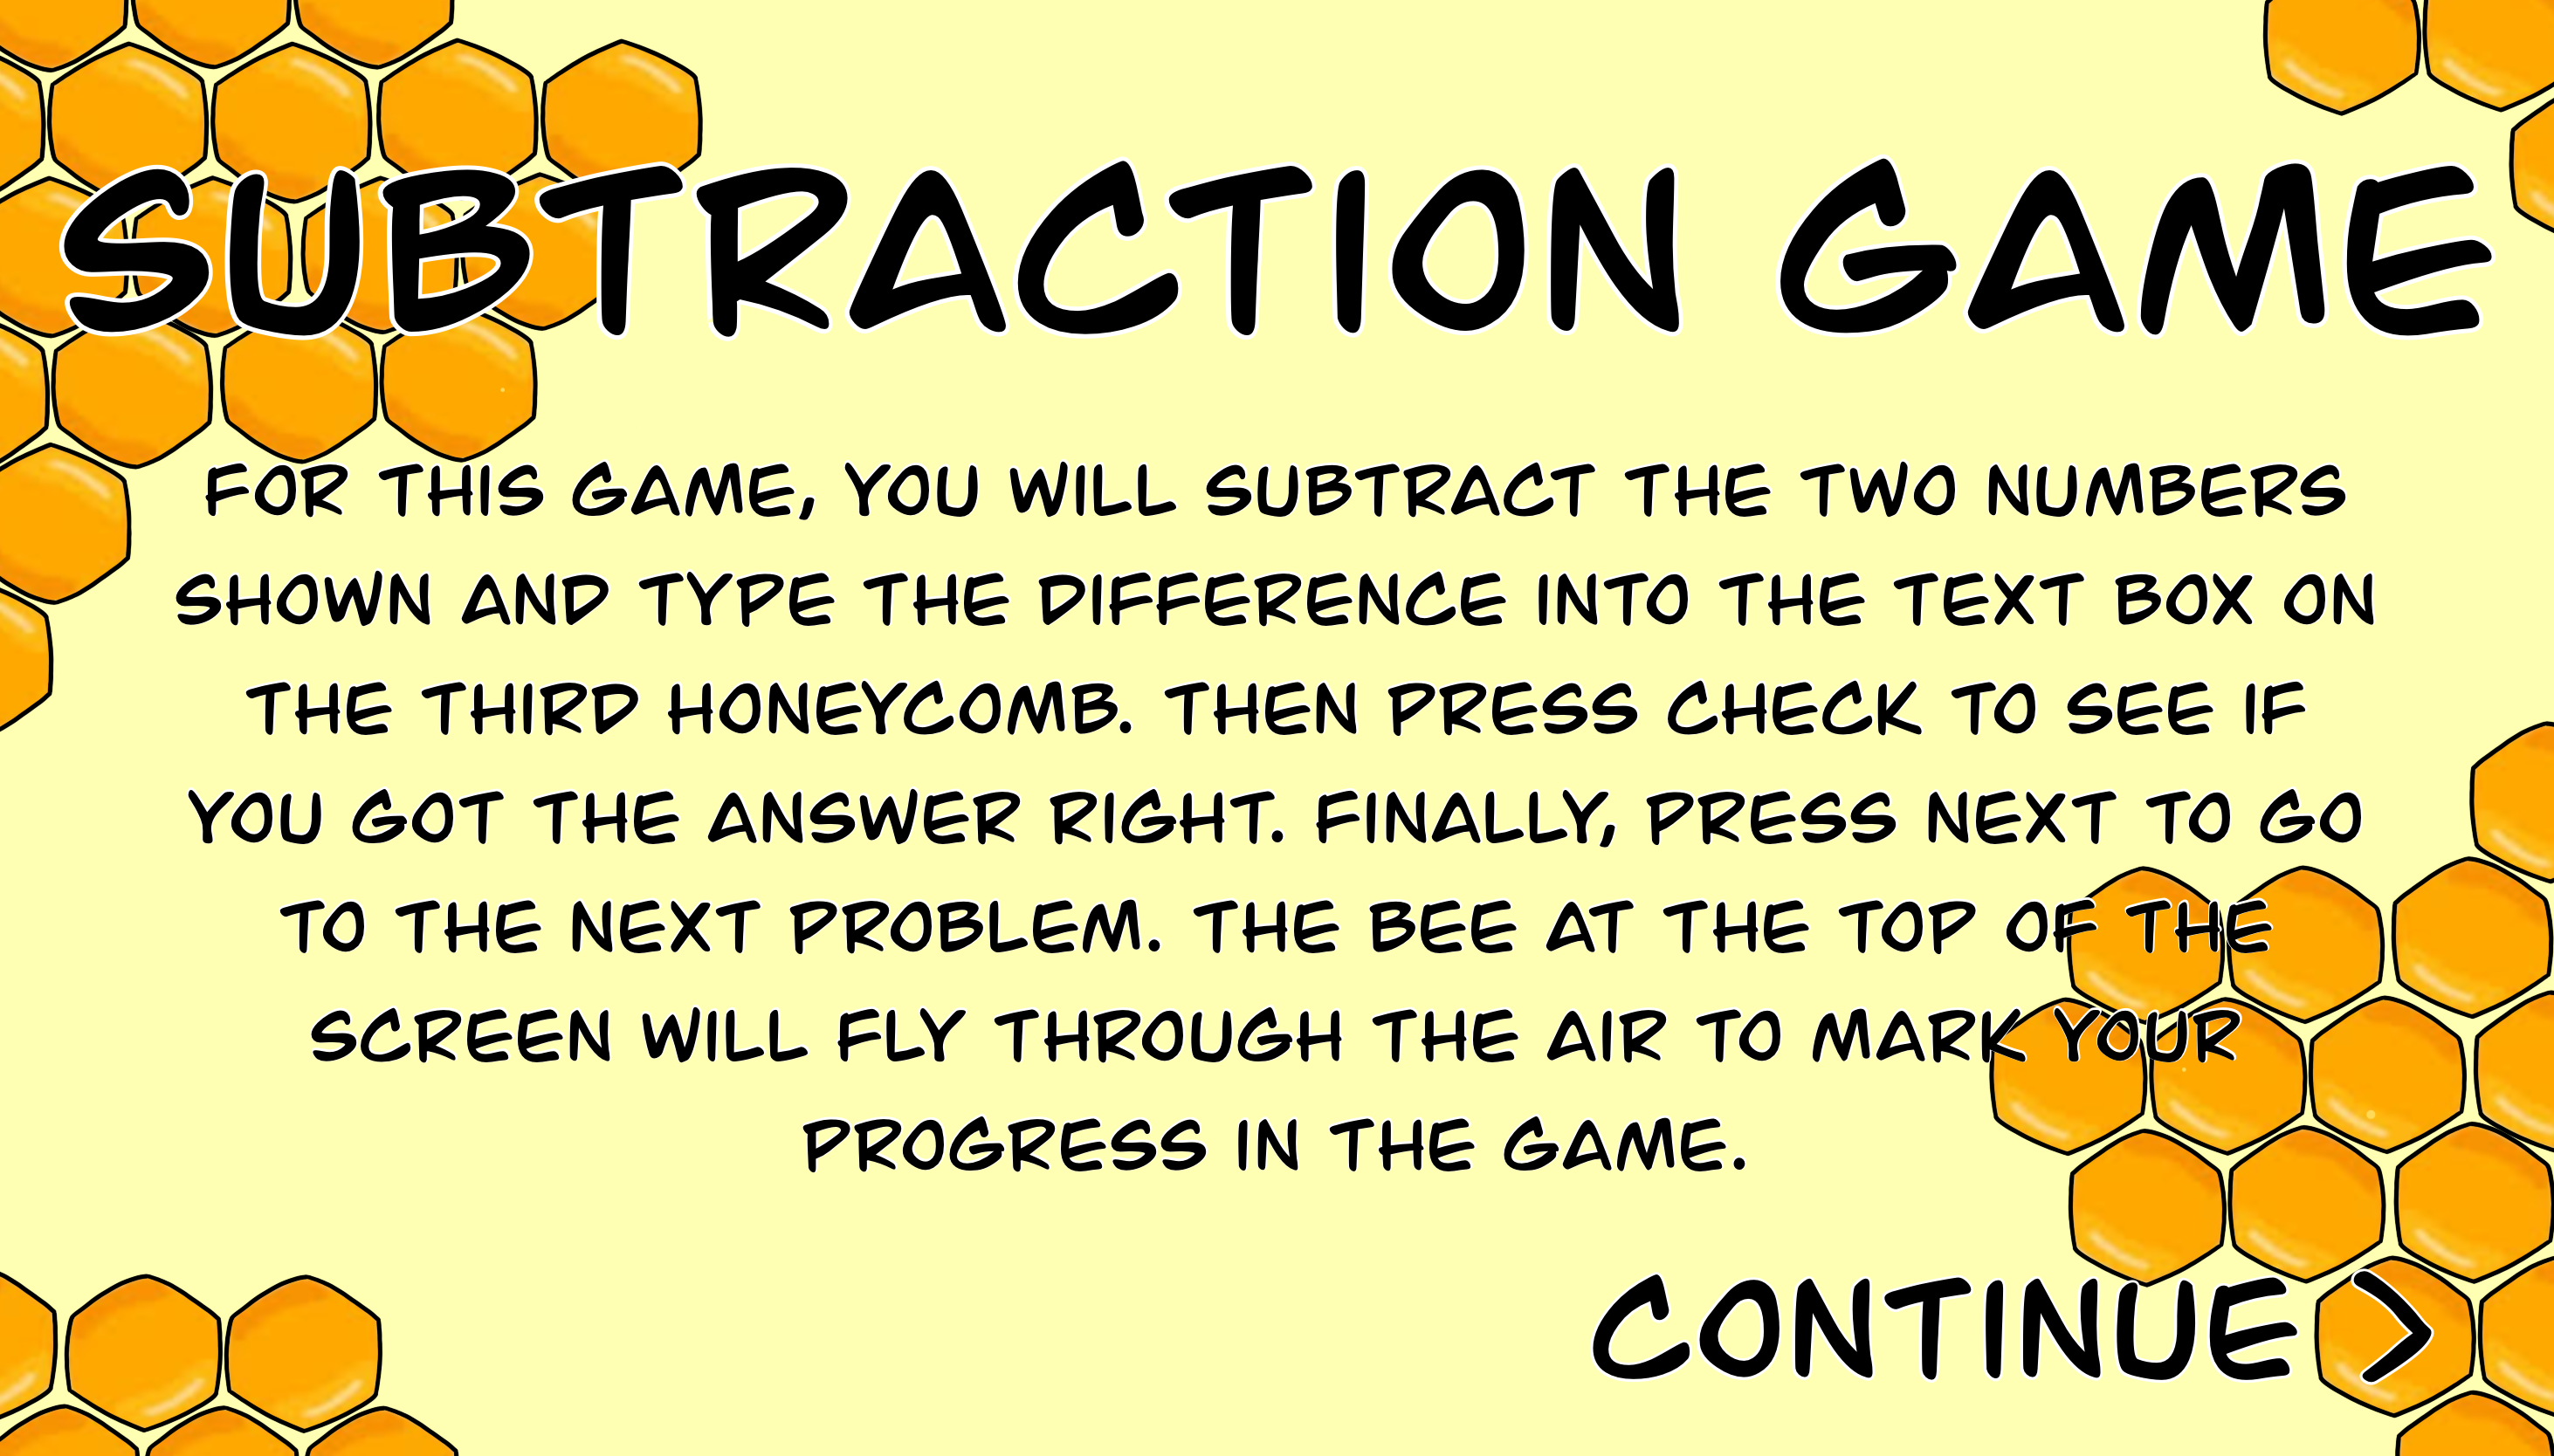 SUBTRACTION GAME
FOR THIS GAME, YOU WILL SUBTRACT THE TWO NUMBERS
SHOWN AND TYPE THE DIFFERENCE INTO THE TEXT BOX ON
THE THIRD HONEYCOMB. THEN PRESS CHECK TO SEE IF
YOU GOT THE ANSWER RIGHT. FINALLY, PRESS NEXT TO GO
TO THE NEXT PROBLEM. THE BEE AT THE TOP OF THE
SCREEN WILL FLY THROUGH THE AIR TO MARK YOUR
PROGRESS IN THE GAME.
CONTINUE >